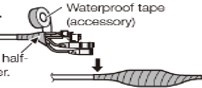 Waterproof tape
(accessory)
half-
er.